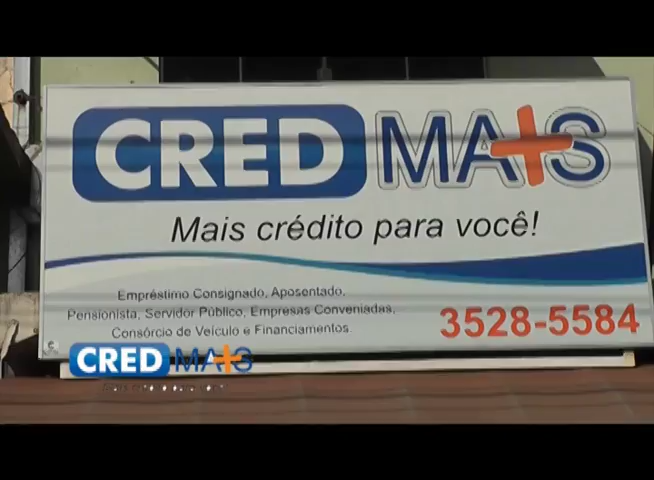 CRED MAIS
Mais crédito para você!
Empréstimo Consignado, Aposentado,
Pensionista, Servidor Público, Empresas Conveniadas,
Consórcio de Veículo e Financiamentos.
3528-5584
CRED MAIS